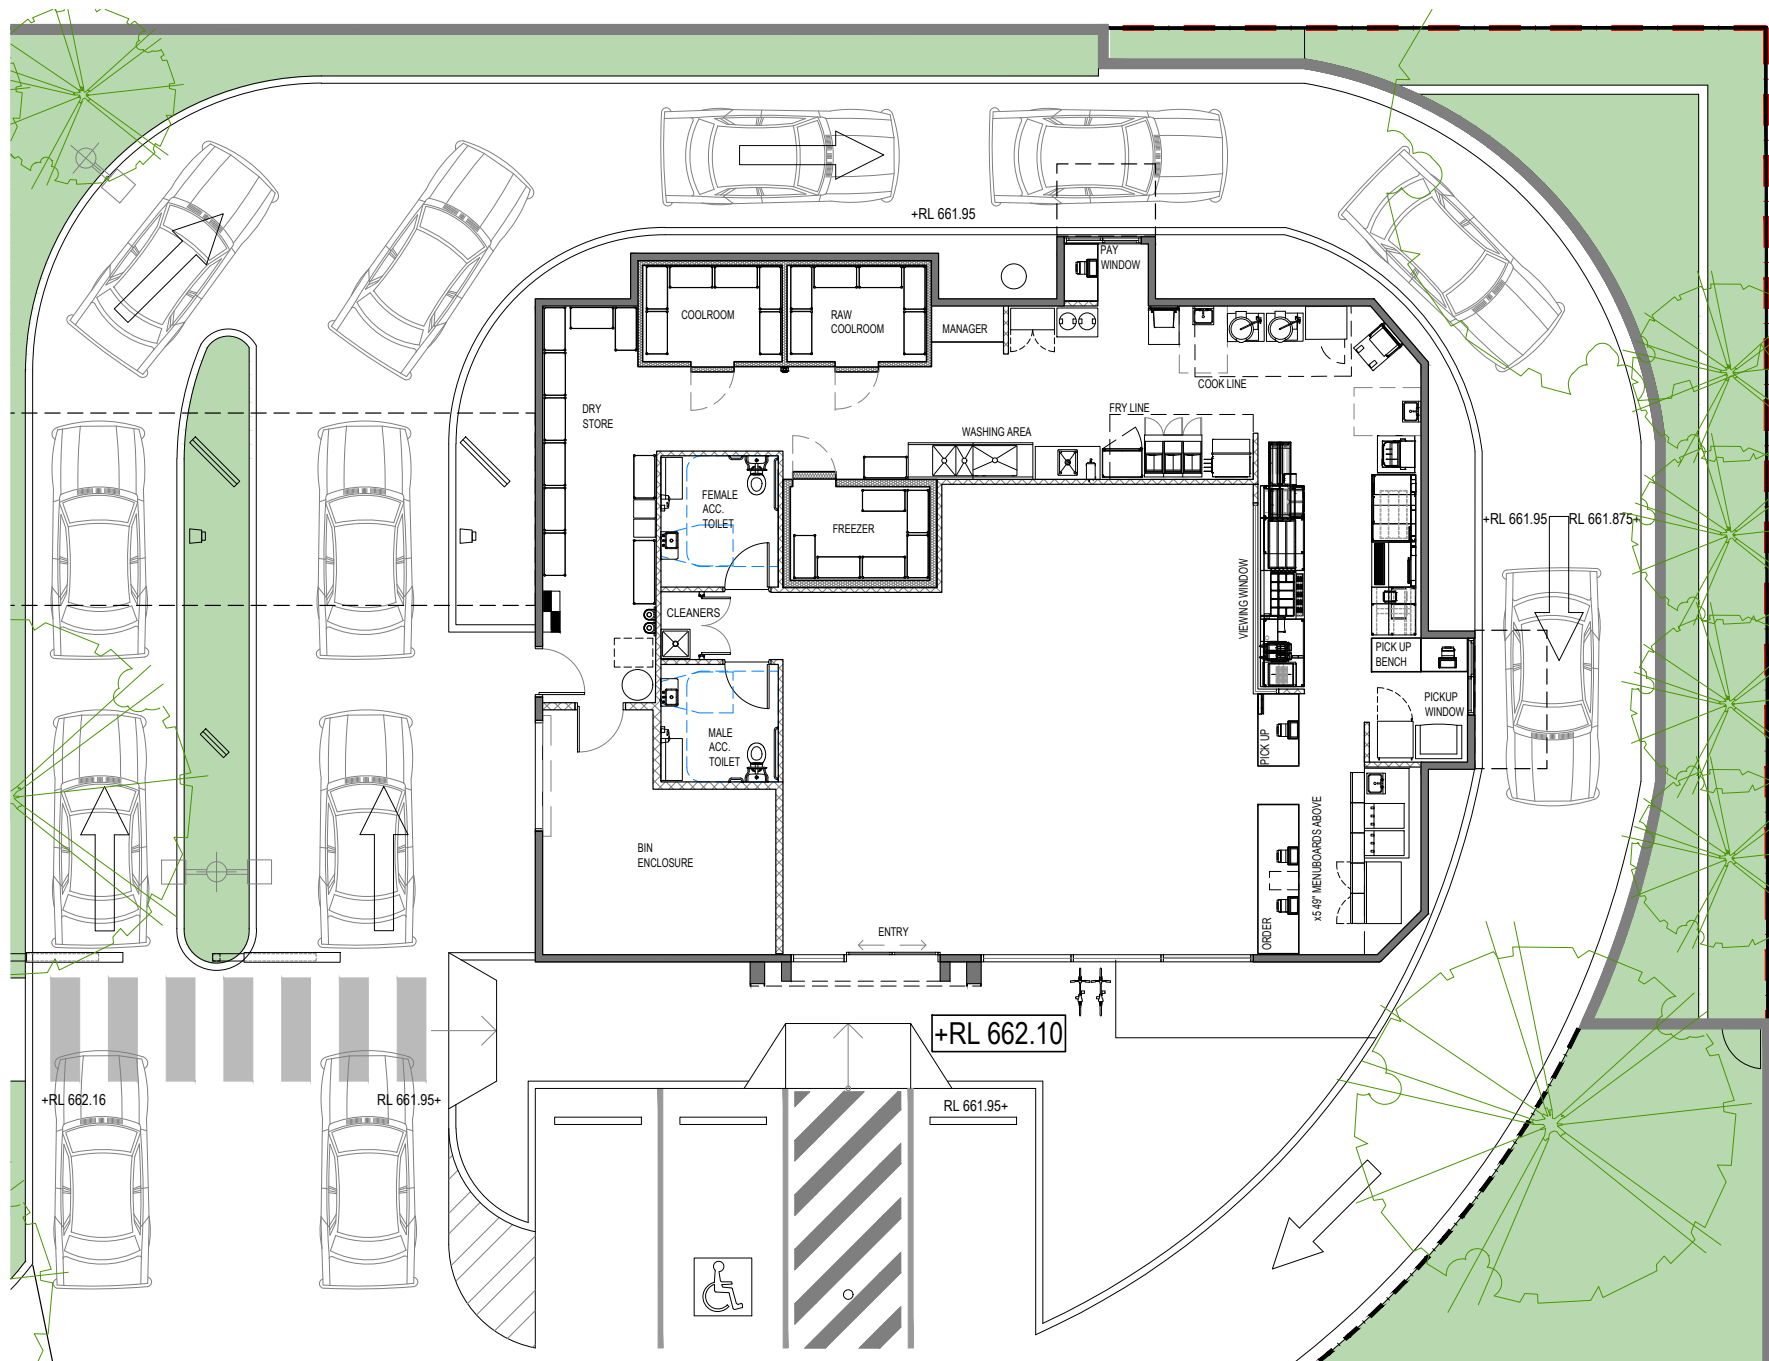 +RL 661.95
PAY
WINDOW
COOLROOM
RAW
COOLROOM
MANAGER
COOK LINE
DRY
STORE
FRY LINE
WASHING AREA
FEMALE
ACC.
TOILET
FREEZER
+RL 661.95
RL 661.875+
VIEWING WINDOW
CLEANERS
PICK UP
BENCH
PICKUP
WINDOW
MALE
ACC.
TOILET
PICK UP
x5 49" MENUBOARDS ABOVE
BIN
ENCLOSURE
ORDER
ENTRY
+RL 662.10
+RL 662.16
RL 661.95+
RL 661.95+